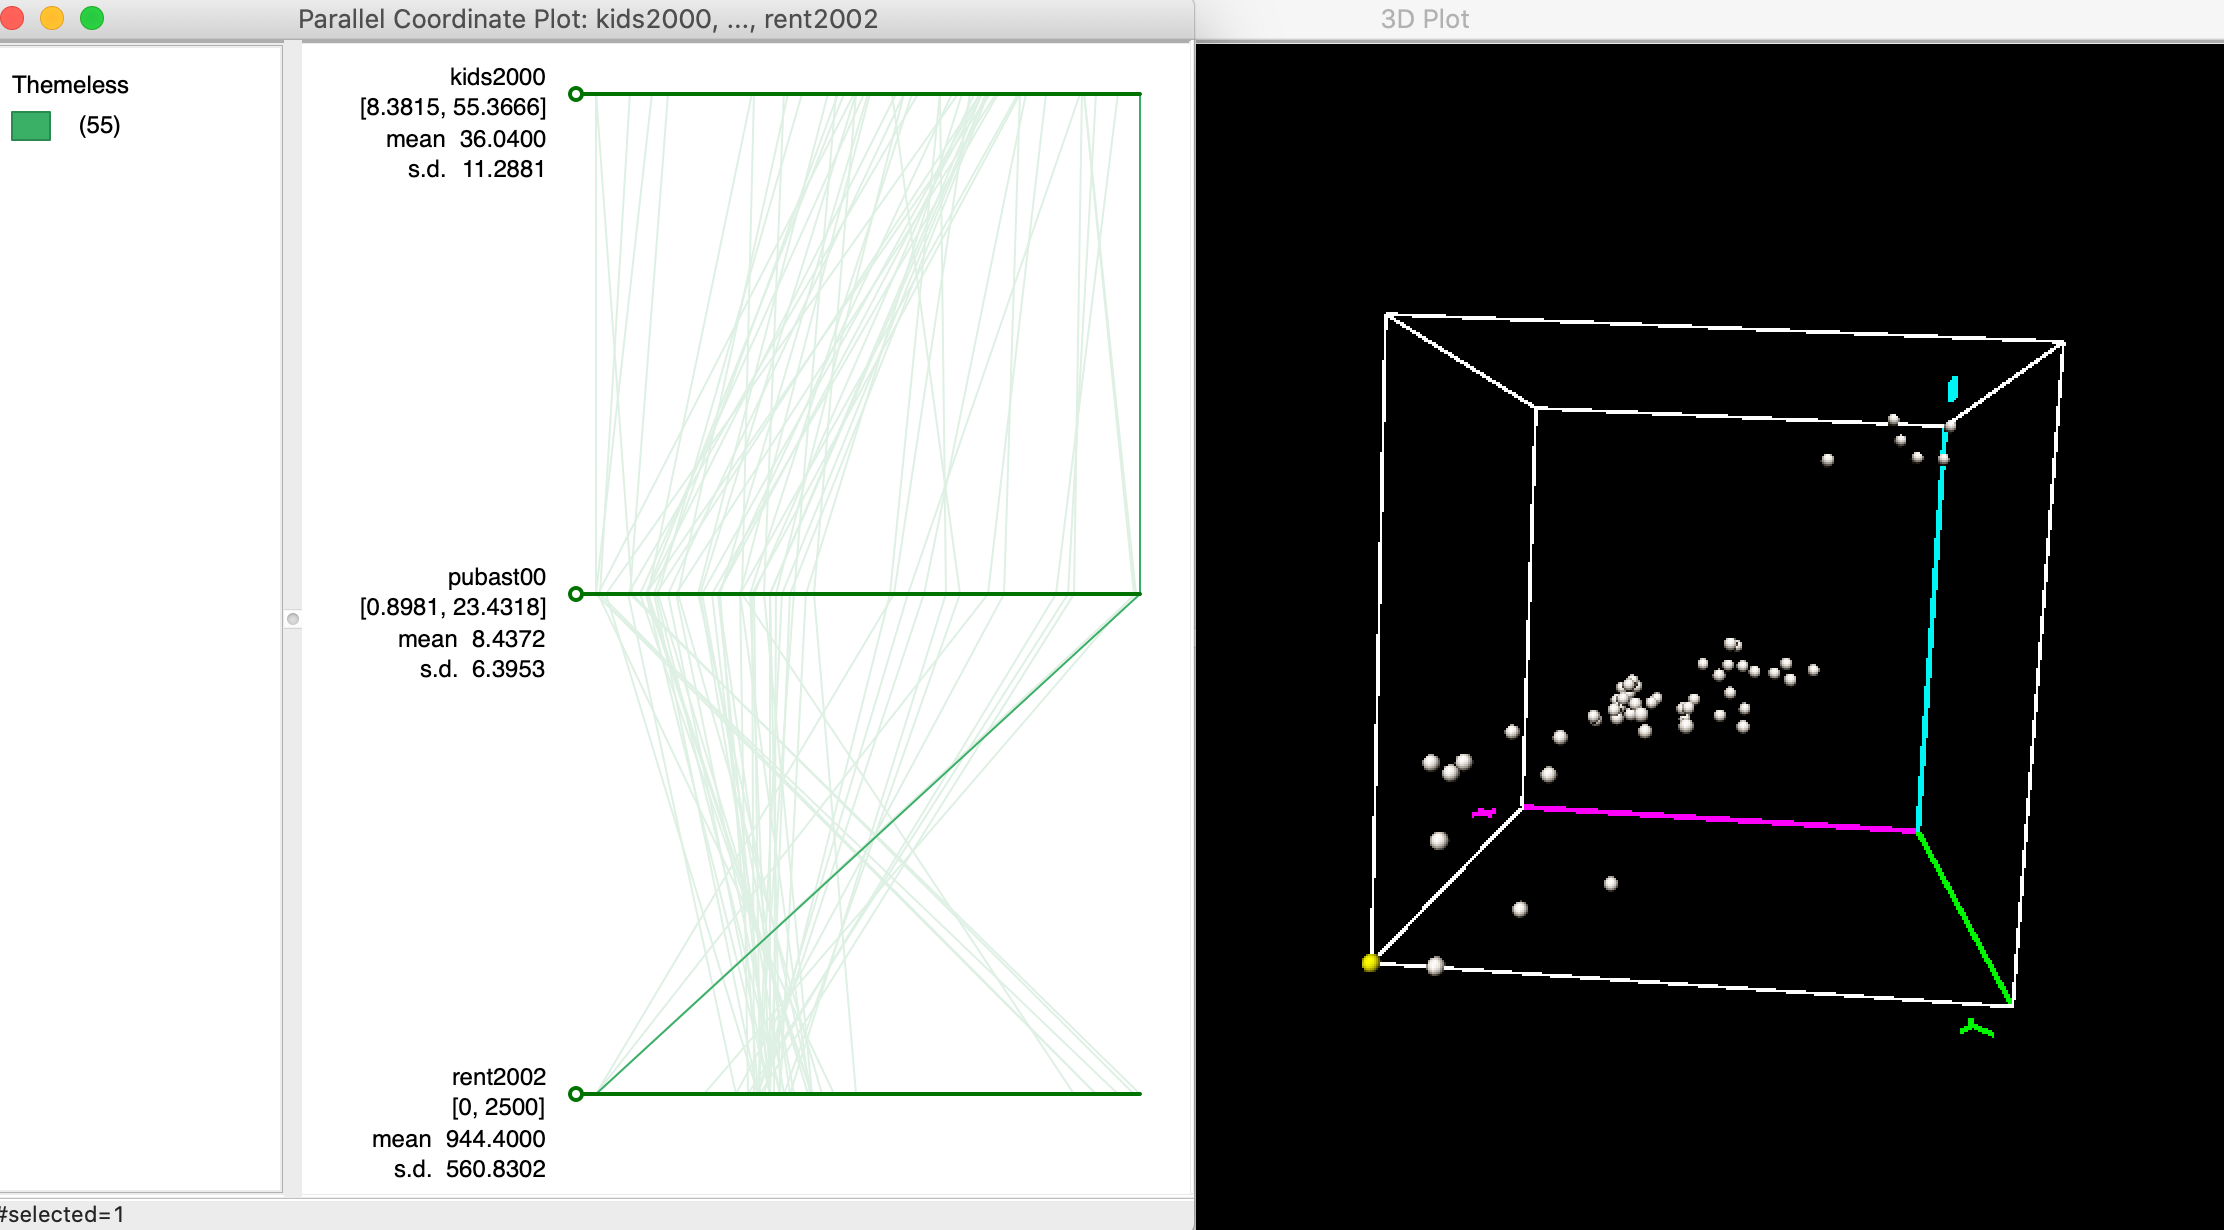 Parallel Coordinate Plot: kids2000, ..., rent2002
3D Plot
Themeless
(55)
kids2000
[8.3815, 55.3666]
mean 36.0400
s.d. 11.2881
pubast00
[0.8981, 23.4318]
mean 8.4372
s.d. 6.3953
rent2002
[0, 2500]
mean 944.4000
s.d. 560.8302
#selected=1